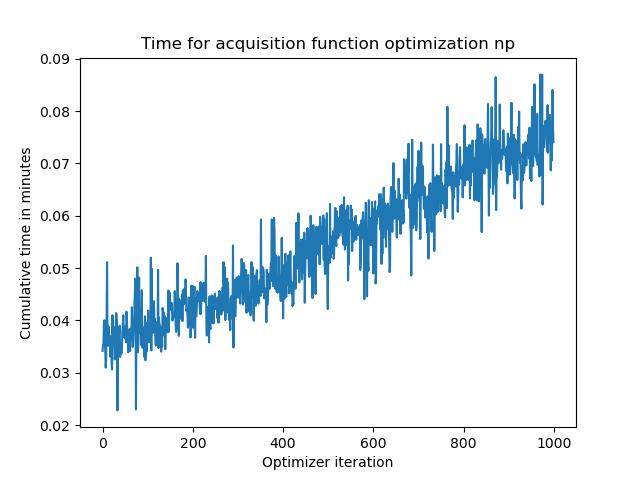 Time for acquisition function optimization np
0.09
0.08
0.07
0.06
0.05
0.04
0.03
0.02
Cumulative time in minutes
0 200 400 600 800 1000
Optimizer iteration